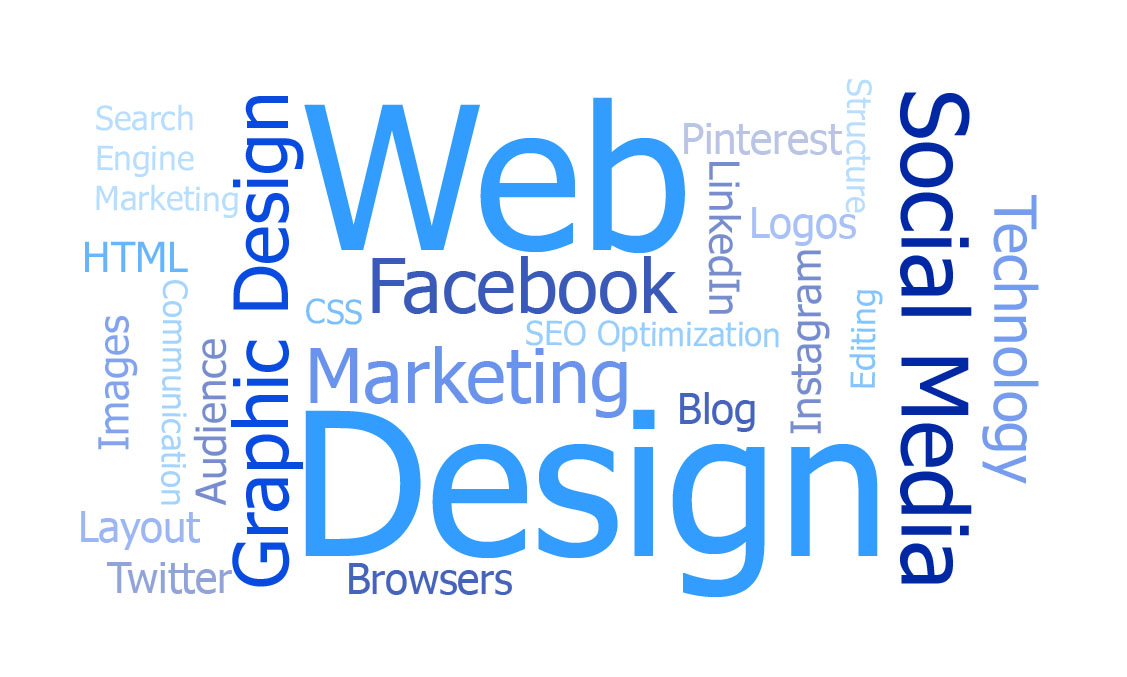 Search
Engine
Marketing
HTML
Images
Communication
Audience
Layout
Twitter
Graphic Design
Web
Facebook
CSS
SEO Optimization
Marketing
Design
Blog
Browsers
Pinterest
LinkedIn
Logos
Structure
Instagram
Editing
Social Media
Technology